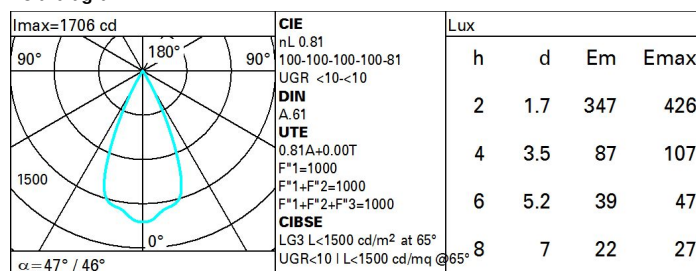 Imax=1706 cd
90°
180°
90°
1500
0°
α=47° / 46°
CIE
nL 0.81
100-100-100-100-81
UGR <10-<10
DIN
A.61
UTE
0.81A+0.00T
F"1=1000
F"1+F"2=1000
F"1+F"2+F"3=1000
CIBSE
LG3 L<1500 cd/m² at 65°
UGR<10 | L<1500 cd/mq @65°
Lux
h d Em Emax
2 1.7 347 426
4 3.5 87 107
6 5.2 39 47
8 7 22 27